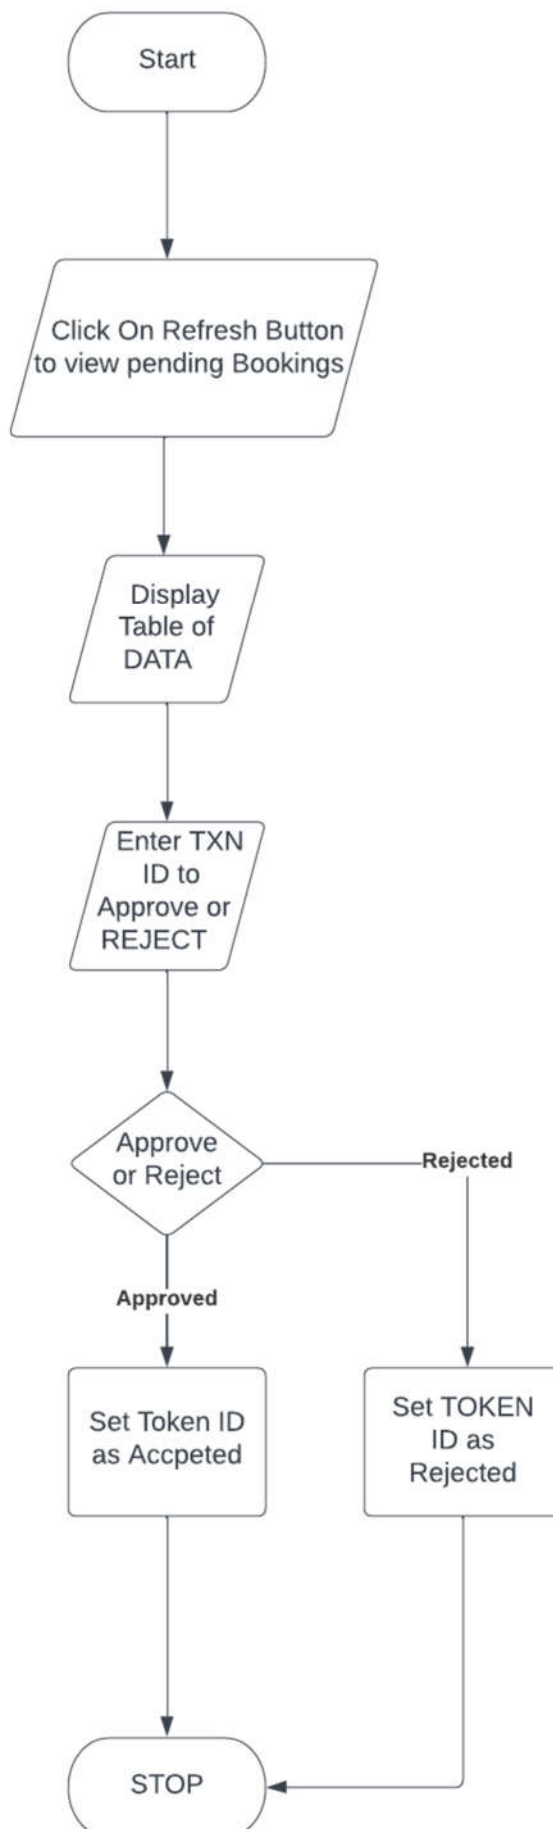 Start
Click On Refresh Button
to view pending Bookings
Display
Table of
DATA
Enter TXN
ID to
Approve or
REJECT
Approve
or Reject
Rejected
Approved
Set Token ID
as Accpeted
Set TOKEN
ID as
Rejected
STOP